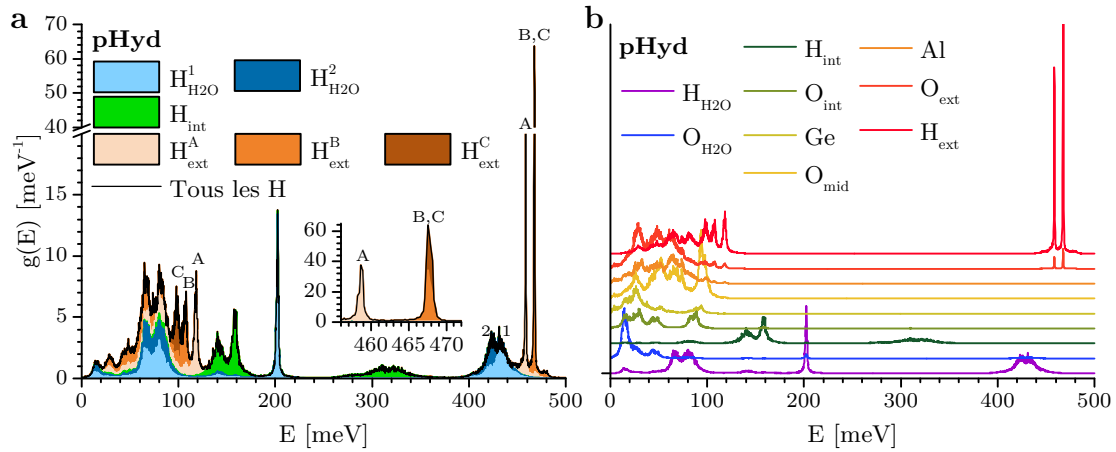 a
pHyd
H¹H2O H²H2O
Hint
HAext HBext HCext
Tous les H
g(E) [meV⁻¹]
70
60
50
40
15
10
5
0
C
B
A
2
1
A
B,C
60
40
20
0
A
B,C
460 465 470
0 100 200 300 400 500
E [meV]
b
pHyd
HH2O
OH2O
Hint
Oint
Ge
Omid
Al
Oext
Hext
0 100 200 300 400 500
E [meV]